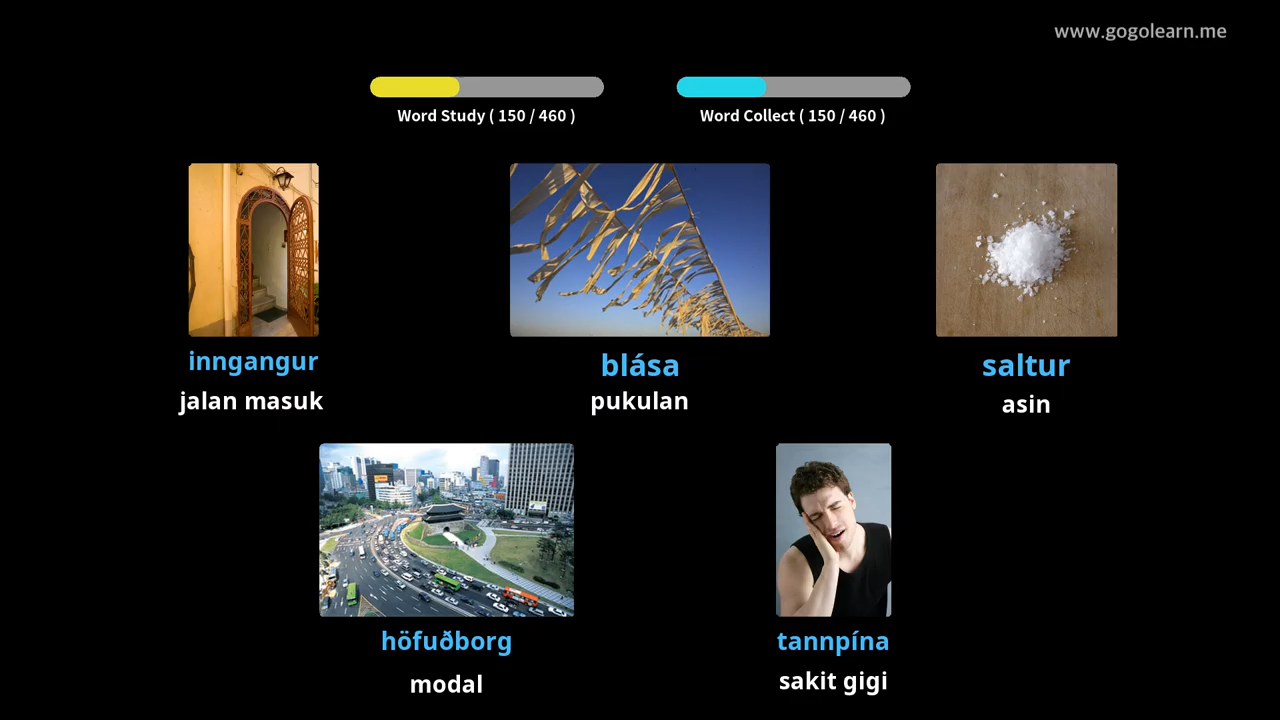 www.gogolearn.me
Word Study ( 150 / 460 )
Word Collect ( 150 / 460 )
inngangur
jalan masuk
blása
pukulan
saltur
asin
höfuðborg
modal
tannpína
sakit gigi